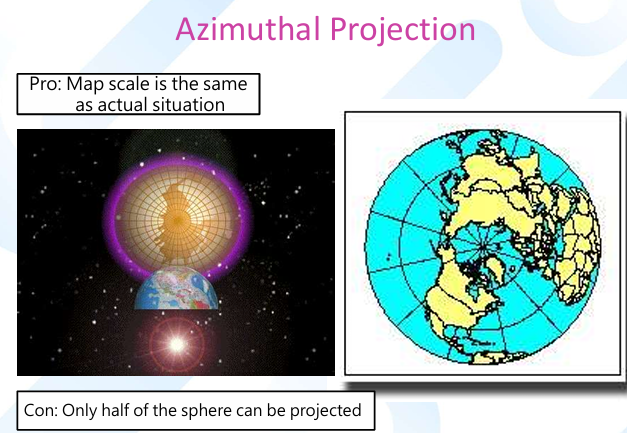 Azimuthal Projection
Pro: Map scale is the same
as actual situation
Con: Only half of the sphere can be projected